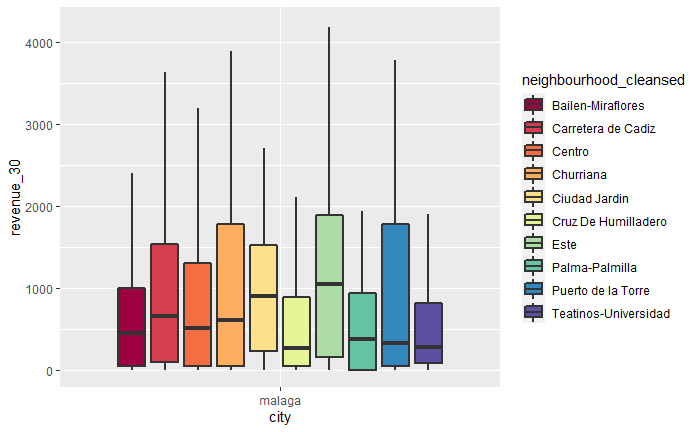 4000
3000
2000
1000
0
revenue_30
malaga
city
neighbourhood_cleansed
Bailen-Miraflores
Carretera de Cadiz
Centro
Churriana
Ciudad Jardin
Cruz De Humilladero
Este
Palma-Palmilla
Puerto de la Torre
Teatinos-Universidad